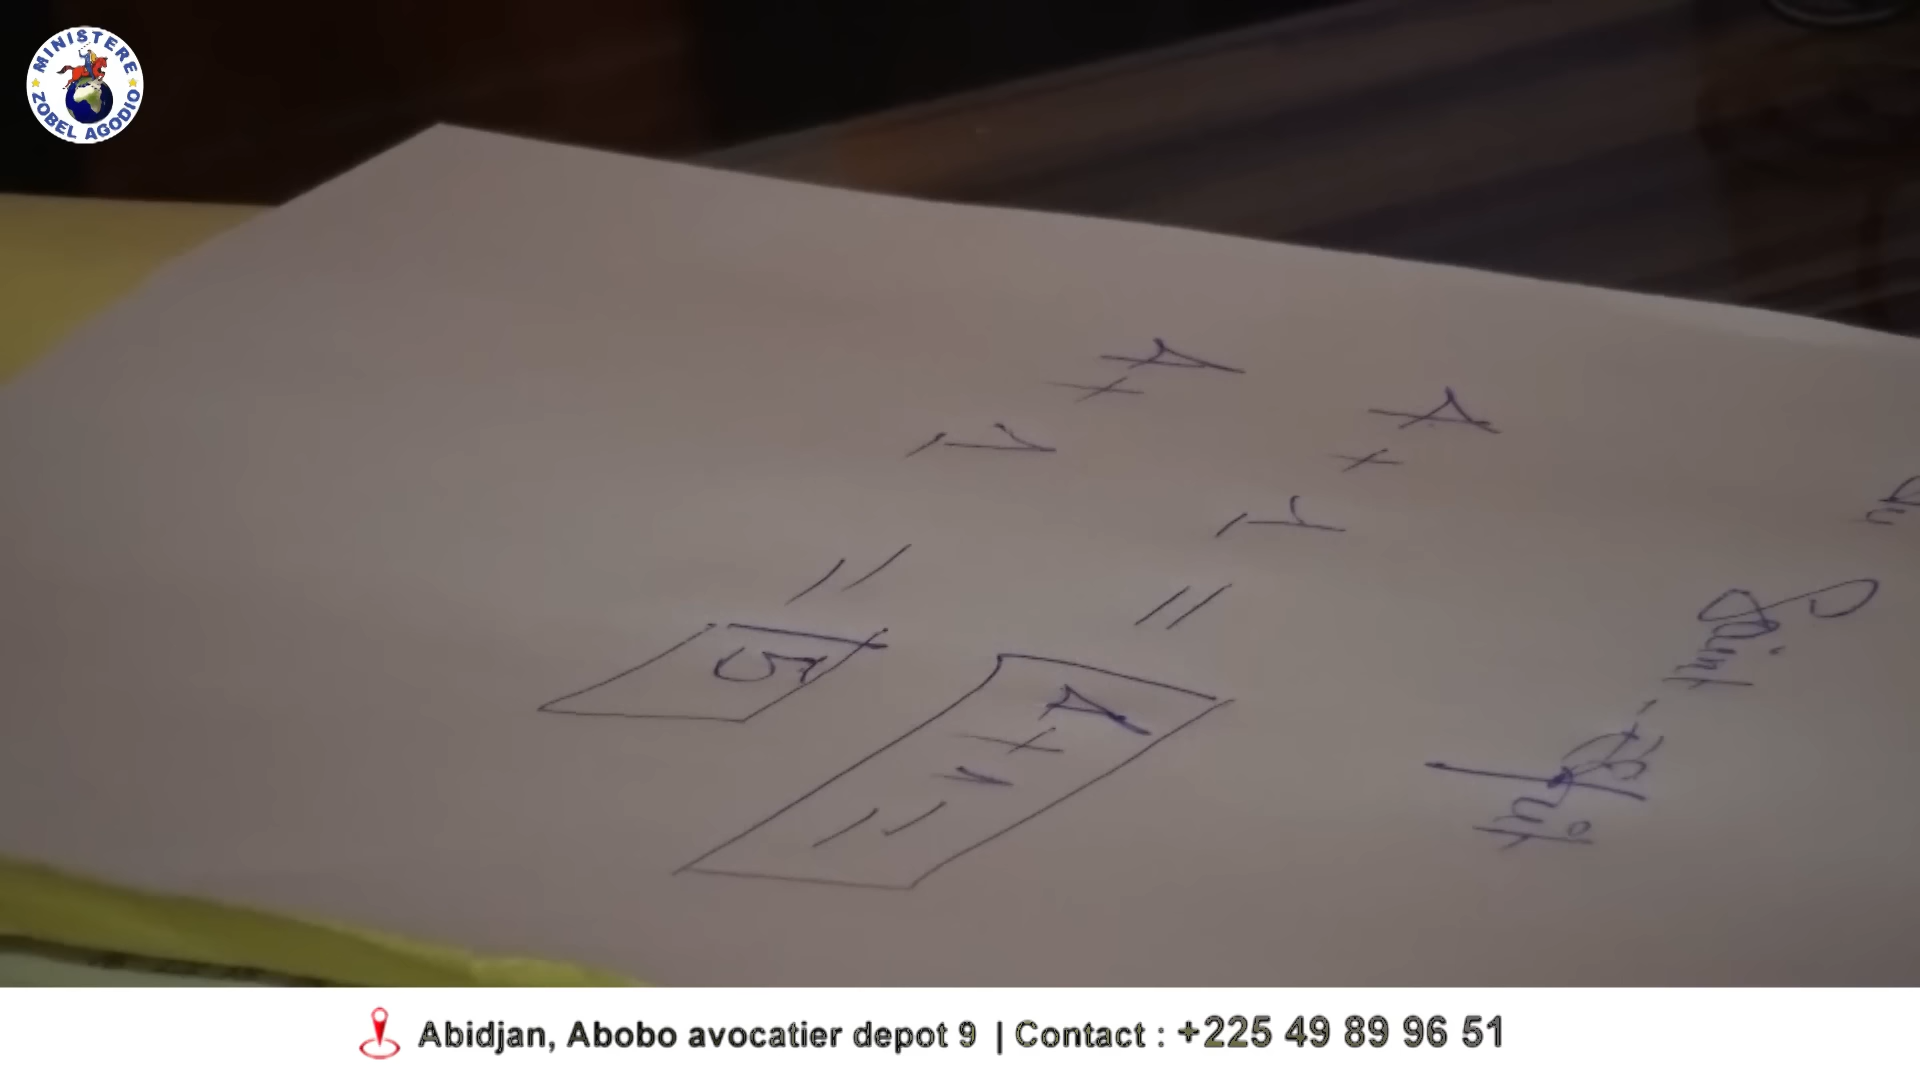 MINISTERE
ZOBEL AGODIO
Saint-Esprit
4 + 1 = 4 + 1 =
4 + 1 = 5
Abidjan, Abobo avocatier depot 9 | Contact : +225 49 89 96 51